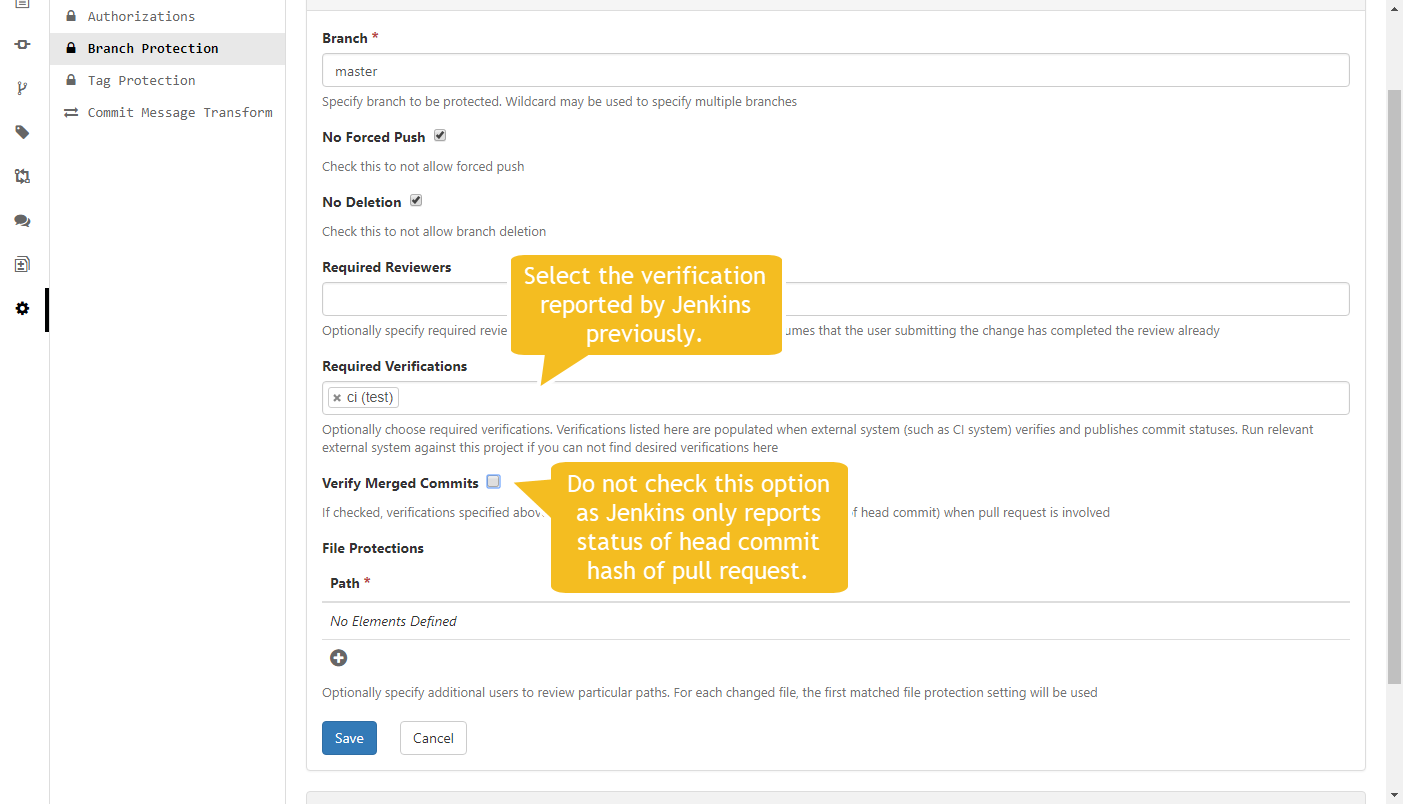 Authorizations
Branch Protection
Tag Protection
Commit Message Transform
Branch *
master
Specify branch to be protected. Wildcard may be used to specify multiple branches
No Forced Push
Check this to not allow forced push
No Deletion
Check this to not allow branch deletion
Required Reviewers
Select the verification
reported by Jenkins
previously.
Optionally specify required umes that the user submitting the change has completed the review already
Required Verifications
× ci (test)
Optionally choose required verifications. Verifications listed here are populated when external system (such as CI system) verifies and publishes commit statuses. Run relevant
external system against this project if you can not find desired verifications here
Verify Merged Commits
Do not check this option
as Jenkins only reports
status of head commit
hash of pull request.
If checked, verifications specified of head commit) when pull request is involved
File Protections
Path *
No Elements Defined
Optionally specify additional users to review particular paths. For each changed file, the first matched file protection setting will be used
Save
Cancel